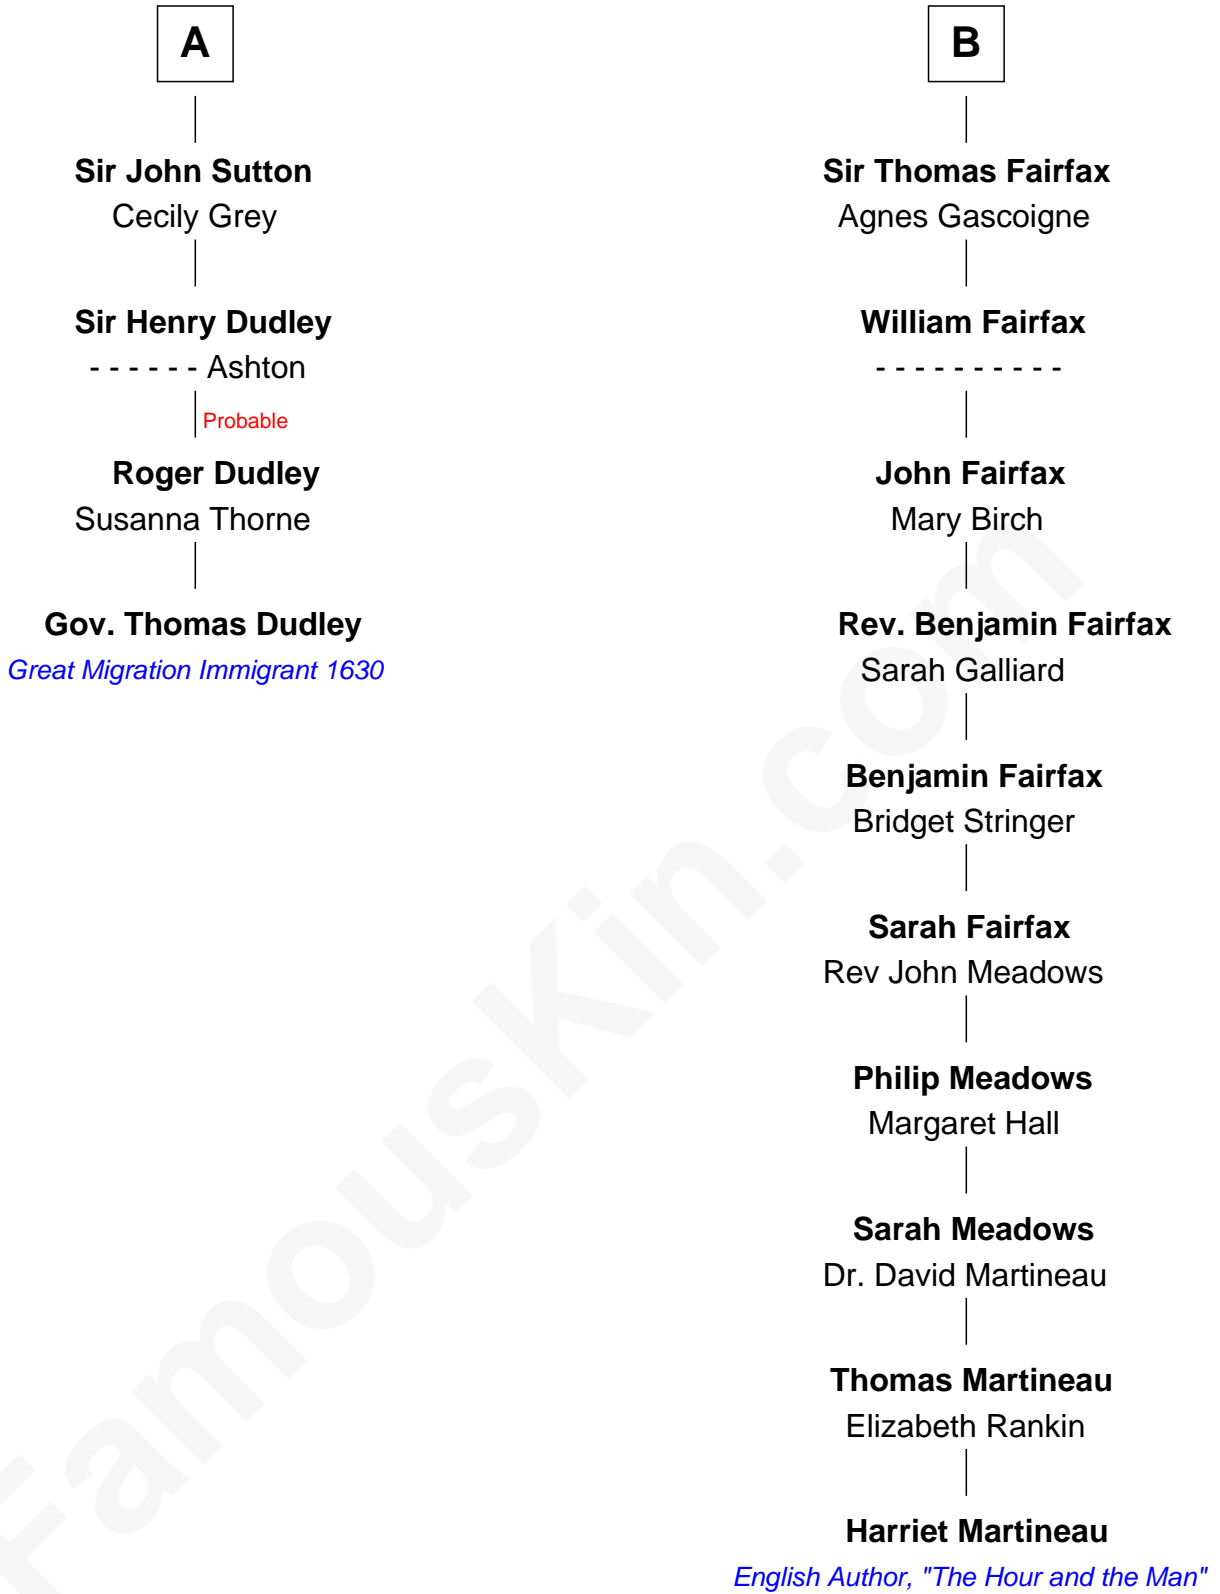 A
Sir John Sutton
Cecily Grey
Sir Henry Dudley
- - - - - - Ashton
Probable
Roger Dudley
Susanna Thorne
Gov. Thomas Dudley
Great Migration Immigrant 1630
B
Sir Thomas Fairfax
Agnes Gascoigne
William Fairfax
- - - - - - - - - -
John Fairfax
Mary Birch
Rev. Benjamin Fairfax
Sarah Galliard
Benjamin Fairfax
Bridget Stringer
Sarah Fairfax
Rev John Meadows
Philip Meadows
Margaret Hall
Sarah Meadows
Dr. David Martineau
Thomas Martineau
Elizabeth Rankin
Harriet Martineau
English Author, "The Hour and the Man"
FamousKin.com